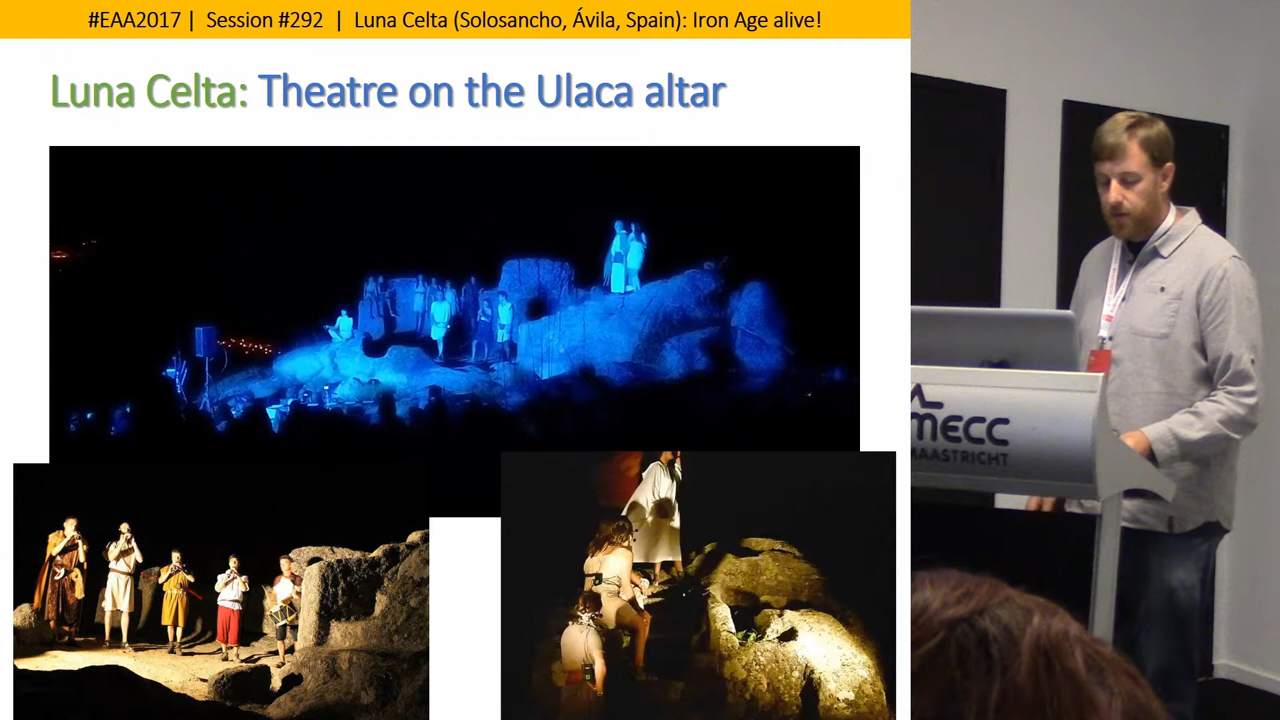 #EAA2017 | Session #292 | Luna Celta (Solosancho, Ávila, Spain): Iron Age alive!
Luna Celta: Theatre on the Ulaca altar
mecc
MAASTRICHT